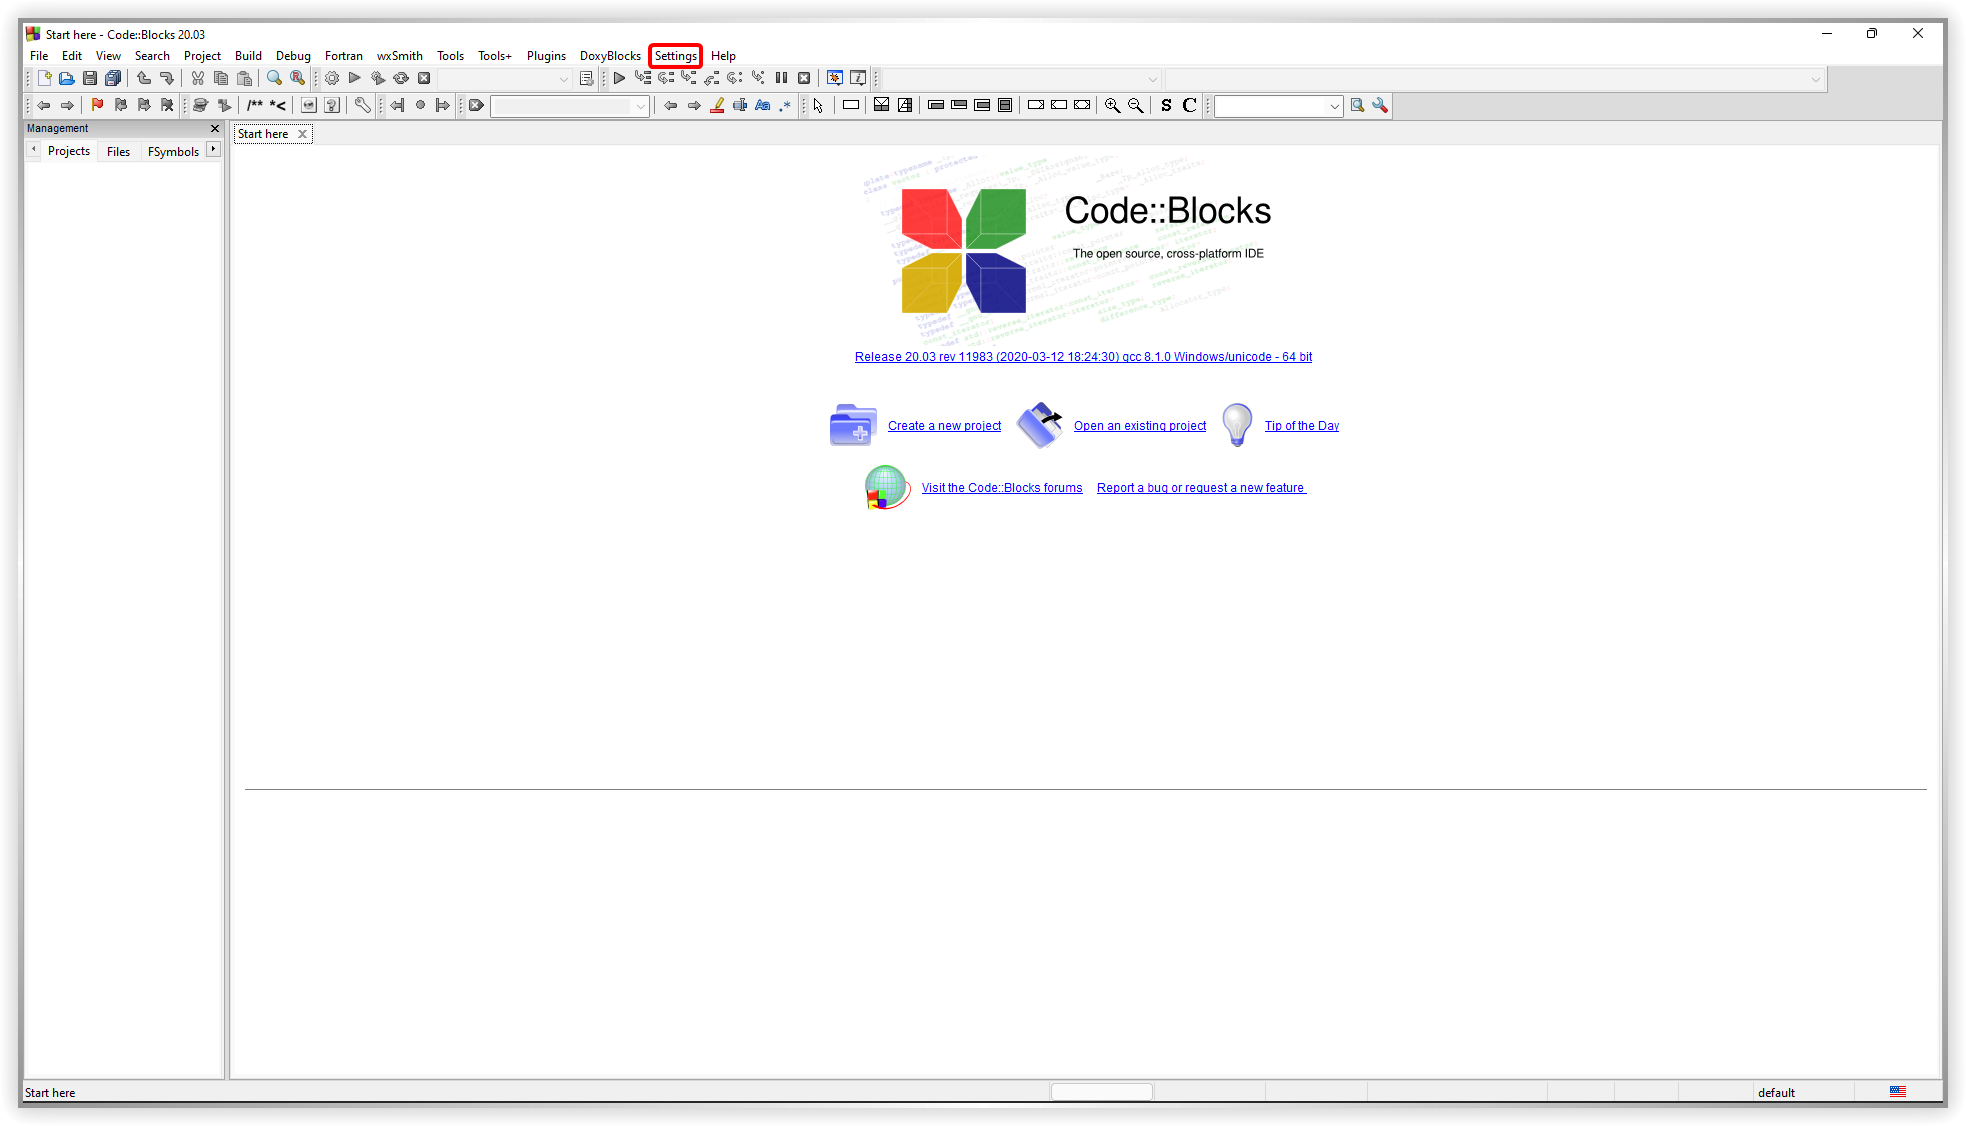 Start here - Code::Blocks 20.03
File Edit View Search Project Build Debug Fortran wxSmith Tools Tools+ Plugins DoxyBlocks Settings Help
/** *<
S C
Management
Start here
Projects Files FSymbols
Code::Blocks
The open source, cross-platform IDE
Release 20.03 rev 11983 (2020-03-12 18:24:30) gcc 8.1.0 Windows/unicode - 64 bit
Create a new project Open an existing project Tip of the Day
Visit the Code::Blocks forums Report a bug or request a new feature
Start here default